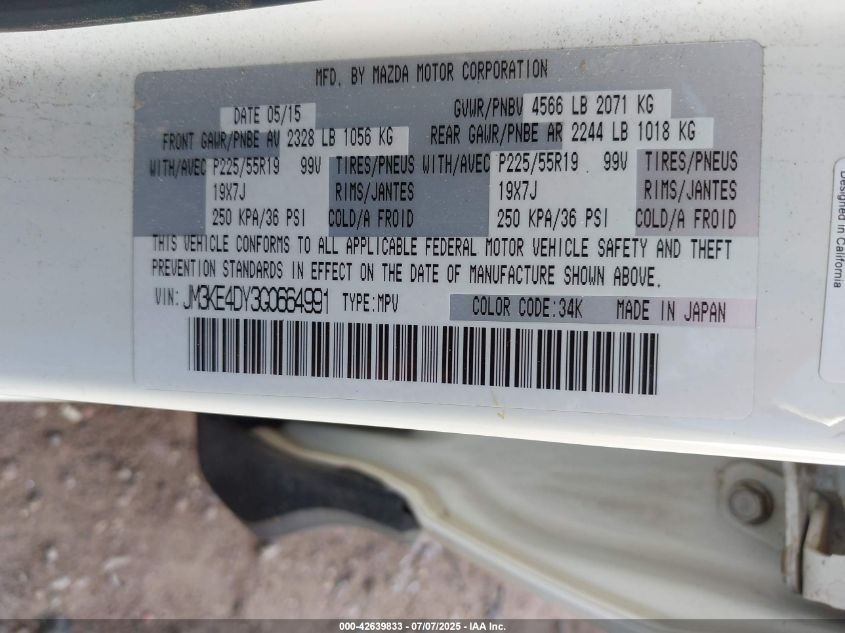 MFD. BY MAZDA MOTOR CORPORATION
DATE 05/15 GVWR/PNBV 4566 LB 2071 KG
FRONT GAWR/PNBE AV 2328 LB 1056 KG REAR GAWR/PNBE AR 2244 LB 1018 KG
WITH/AVEC P225/55R19 99V TIRES/PNEUS WITH/AVEC P225/55R19 99V TIRES/PNEUS
19X7J RIMS/JANTES 19X7J RIMS/JANTES
250 KPA/36 PSI COLD/A FROID 250 KPA/36 PSI COLD/A FROID
THIS VEHICLE CONFORMS TO ALL APPLICABLE FEDERAL MOTOR VEHICLE SAFETY AND THEFT
PREVENTION STANDARDS IN EFFECT ON THE DATE OF MANUFACTURE SHOWN ABOVE.
VIN: JM3KE4DY3G0664991 TYPE:MPV COLOR CODE:34K MADE IN JAPAN
Designed in California
000-42639833 - 07/07/2025 - IAA Inc.